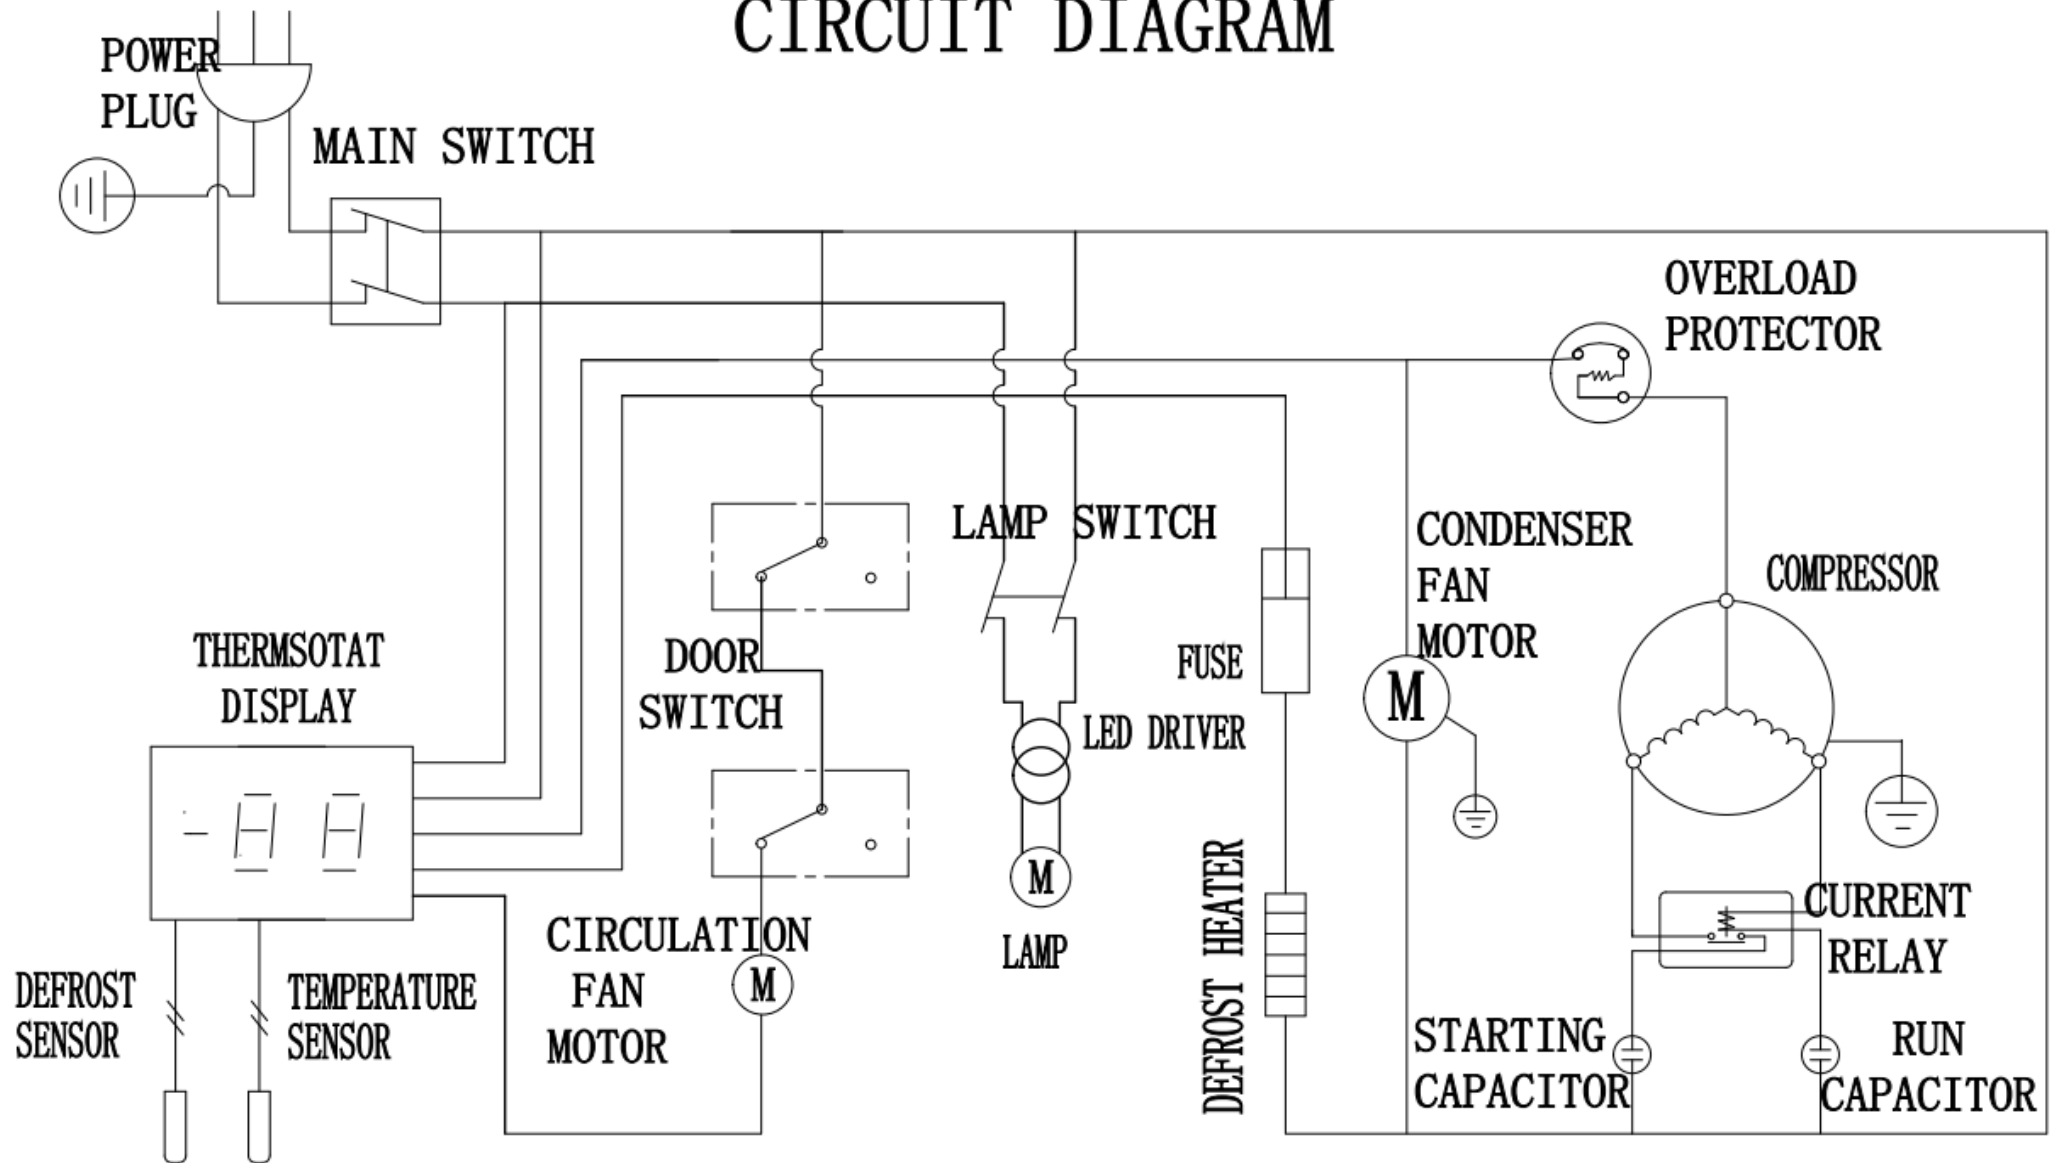 CIRCUIT DIAGRAM
POWER
PLUG
MAIN SWITCH
OVERLOAD
PROTECTOR
LAMP SWITCH
CONDENSER
FAN
MOTOR
COMPRESSOR
THERMSOTAT
DISPLAY
DOOR
SWITCH
FUSE
M
LED DRIVER
-88
M
LAMP
DEFROST HEATER
CURRENT
RELAY
CIRCULATION
FAN
MOTOR
M
DEFROST
SENSOR
TEMPERATURE
SENSOR
STARTING
CAPACITOR
RUN
CAPACITOR